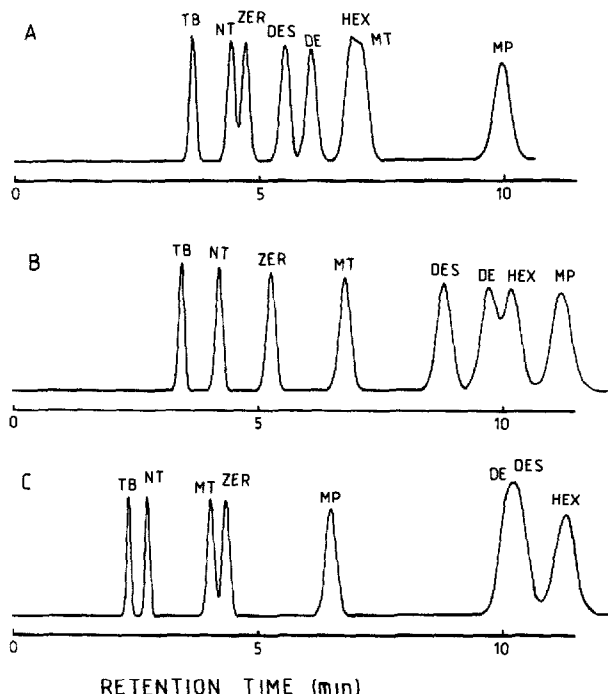 A
TB NT ZER DES DE HEX MT MP
0 5 10
B
TB NT ZER MT DES DE HEX MP
0 5 10
C
TB NT MT ZER MP DE DES HEX
0 5 10
RETENTION TIME (min)